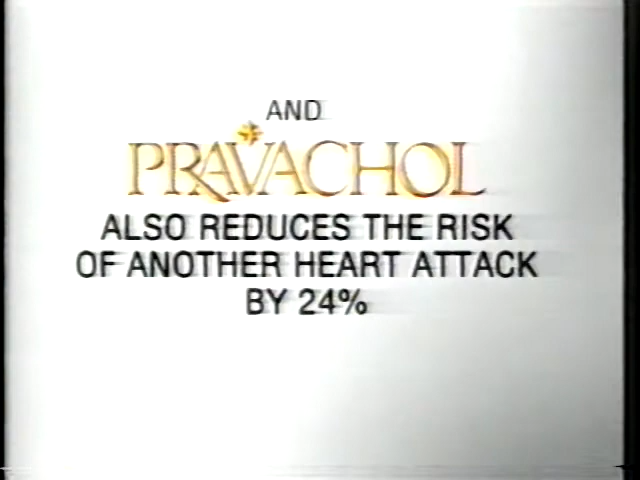 AND
PRAVACHOL
ALSO REDUCES THE RISK
OF ANOTHER HEART ATTACK
BY 24%